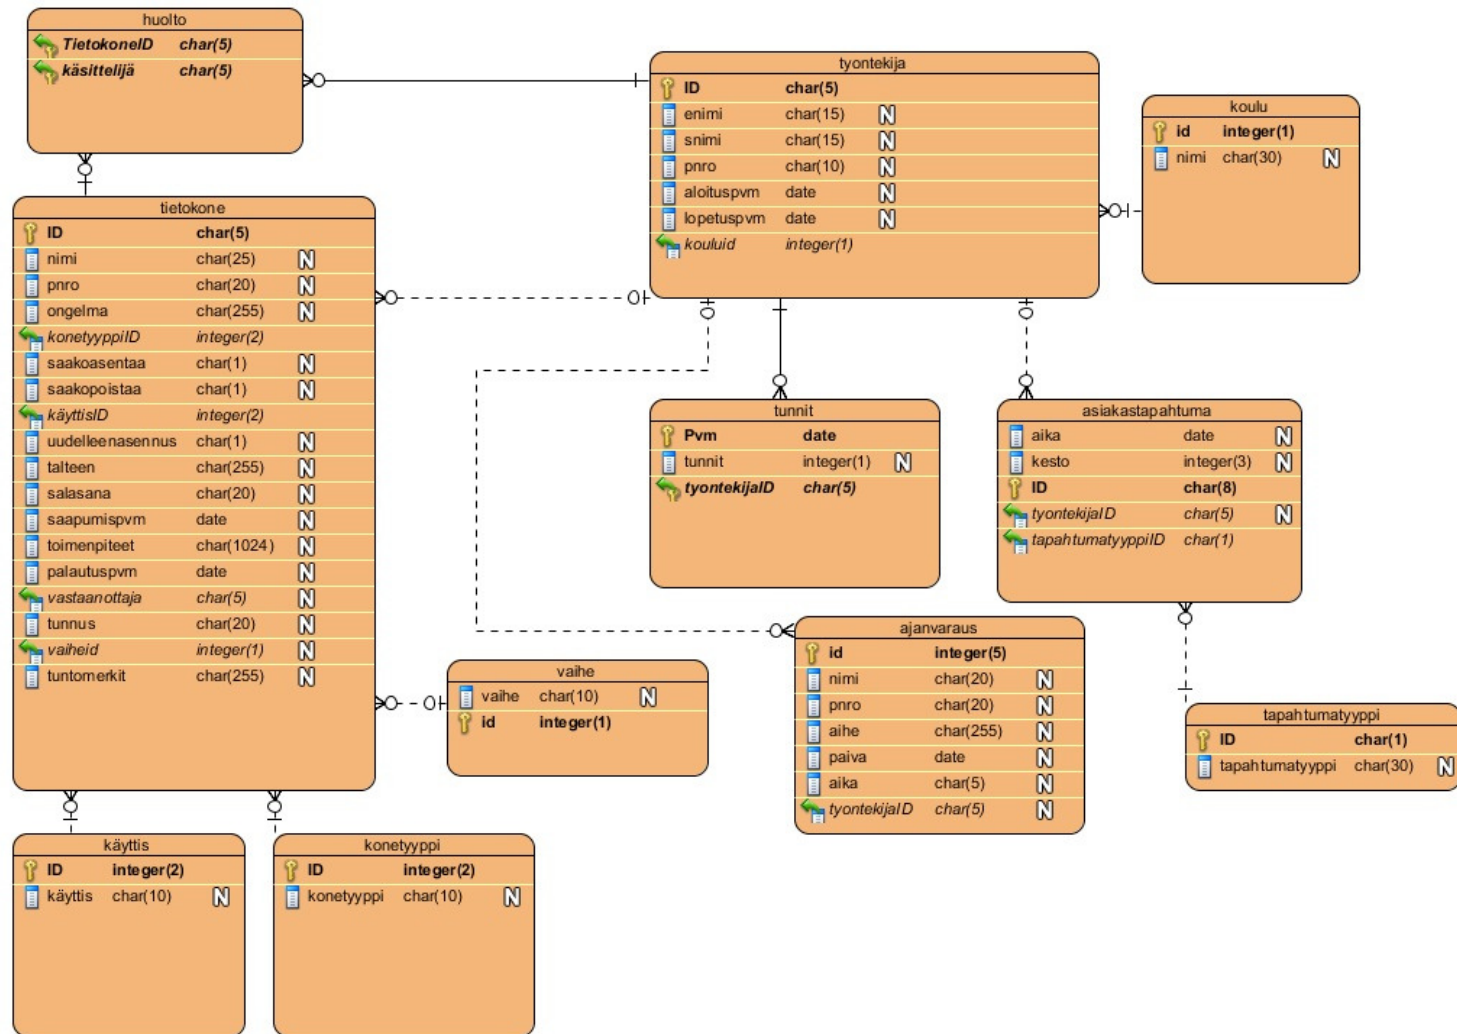 huolto
TietokoneID char(5)
käsittelijä char(5)
tyontekija
ID char(5)
enimi char(15) N
snimi char(15) N
pnro char(10) N
aloituspvm date N
lopetuspvm date N
kouluid integer(1)
koulu
id integer(1)
nimi char(30) N
tietokone
ID char(5)
nimi char(25) N
pnro char(20) N
ongelma char(255) N
konetyyppiID integer(2)
saakoasentaa char(1) N
saakopoistaa char(1) N
käyttisID integer(2)
uudelleenasennus char(1) N
talteen char(255) N
salasana char(20) N
saapumispvm date N
toimenpiteet char(1024) N
palautuspvm date N
vastaanottaja char(5) N
tunnus char(20) N
vaiheid integer(1) N
tuntomerkit char(255) N
tunnit
Pvm date
tunnit integer(1) N
tyontekijaID char(5)
asiakastapahtuma
aika date N
kesto integer(3) N
ID char(8)
tyontekijaID char(5) N
tapahtumatyyppiID char(1)
vaihe
vaihe char(10) N
id integer(1)
ajanvaraus
id integer(5)
nimi char(20) N
pnro char(20) N
aihe char(255) N
paiva date N
aika char(5) N
tyontekijaID char(5) N
tapahtumatyyppi
ID char(1)
tapahtumatyyppi char(30) N
käyttis
ID integer(2)
käyttis char(10) N
konetyyppi
ID integer(2)
konetyyppi char(10) N